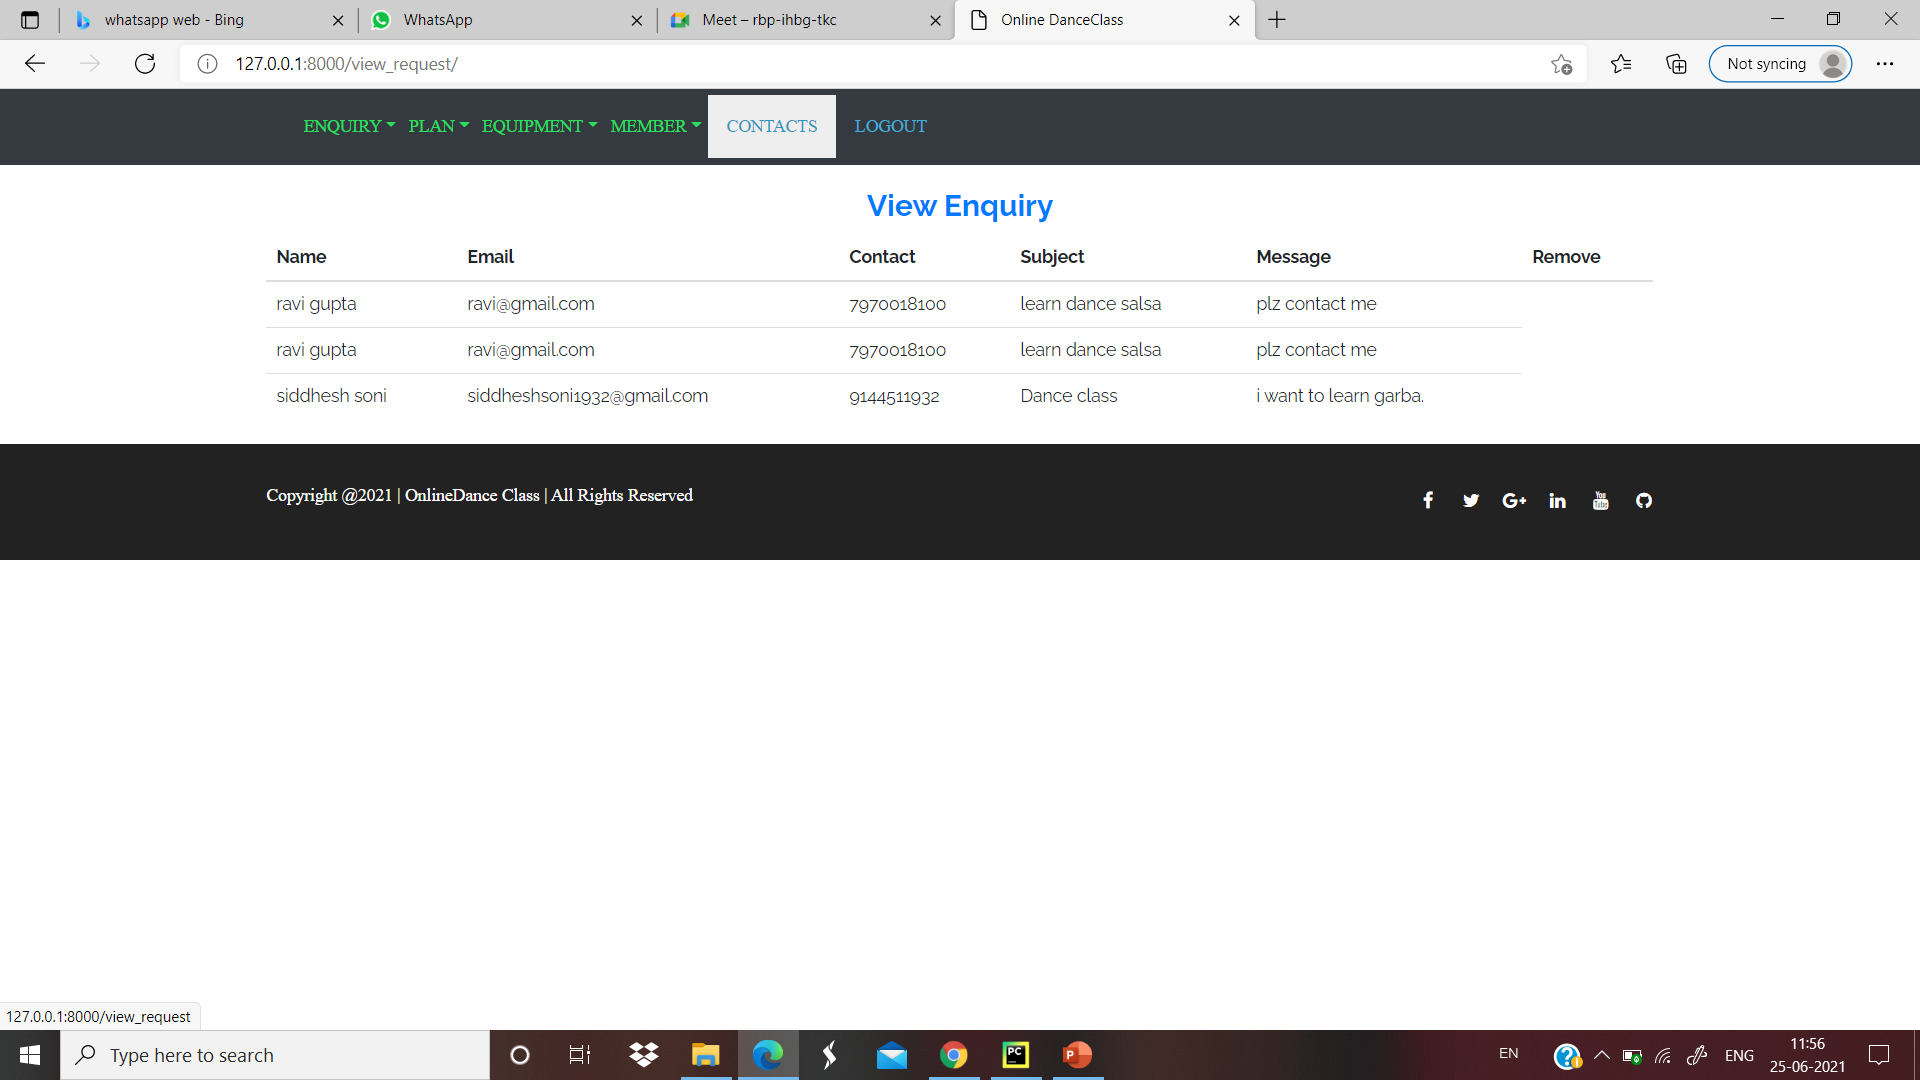 whatsapp web - Bing
WhatsApp
Meet – rbp-ihbg-tkc
Online DanceClass
127.0.0.1:8000/view_request/
Not syncing
ENQUIRY PLAN EQUIPMENT MEMBER CONTACTS LOGOUT
View Enquiry
Name Email Contact Subject Message Remove
ravi gupta ravi@gmail.com 7970018100 learn dance salsa plz contact me
ravi gupta ravi@gmail.com 7970018100 learn dance salsa plz contact me
siddhesh soni siddheshsoni1932@gmail.com 9144511932 Dance class i want to learn garba.
Copyright @2021 | OnlineDance Class | All Rights Reserved
You Tube
127.0.0.1:8000/view_request
Type here to search
PC
P
EN
ENG
11:56
25-06-2021